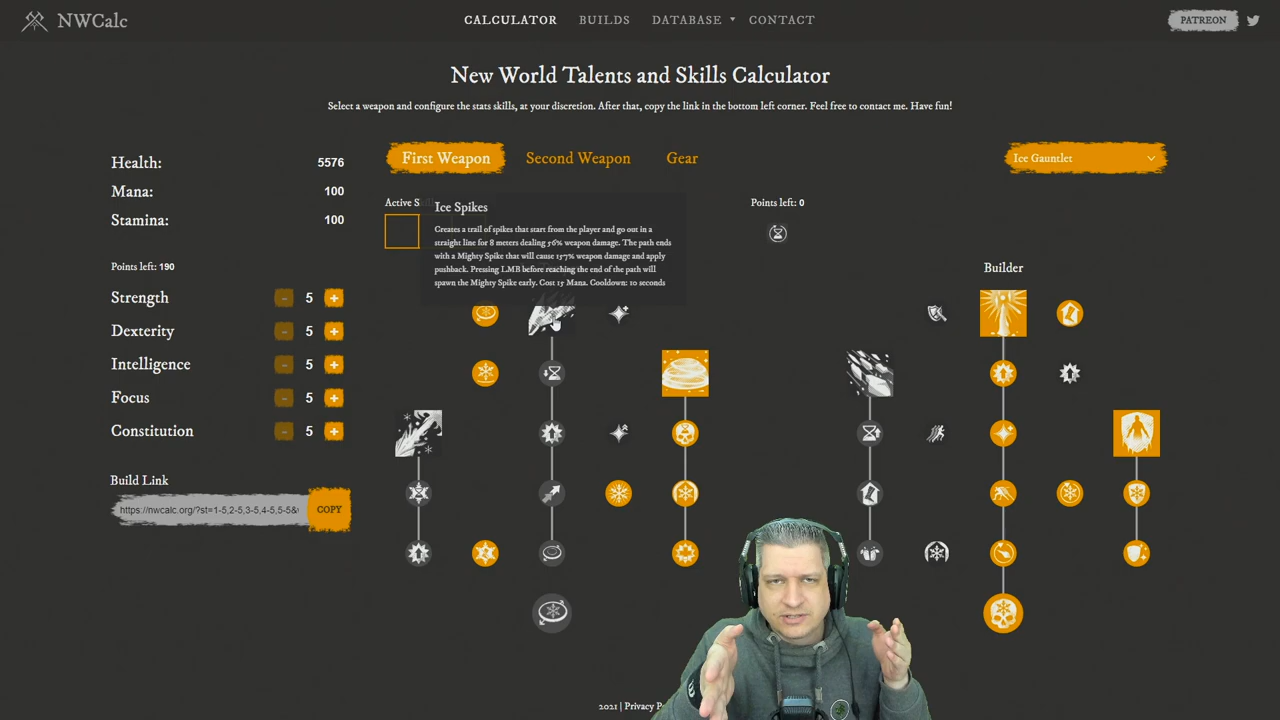 NWCalc
CALCULATOR
BUILDS
DATABASE
CONTACT
PATREON
New World Talents and Skills Calculator
Select a weapon and configure the stats skills, at your discretion. After that, copy the link in the bottom left corner. Feel free to contact me. Have fun!
Health: 5576
Mana: 100
Stamina: 100
Points left: 190
Strength - 5 +
Dexterity - 5 +
Intelligence - 5 +
Focus - 5 +
Constitution - 5 +
Build Link
https://nwcalc.org/?st=1-5,2-5,3-5,4-5,5-5&
COPY
First Weapon
Second Weapon
Gear
Ice Gauntlet
Active S
Points left: 0
Ice Spikes
Creates a trail of spikes that start from the player and go out in a
straight line for 8 meters dealing 56% weapon damage. The path
ends with a Mighty Spike that will cause 157% weapon damage and apply
pushback. Pressing LMB before reaching the end of the path will
spawn the Mighty Spike early. Cost 15 Mana. Cooldown: 10 seconds
Builder
2021 | Privacy